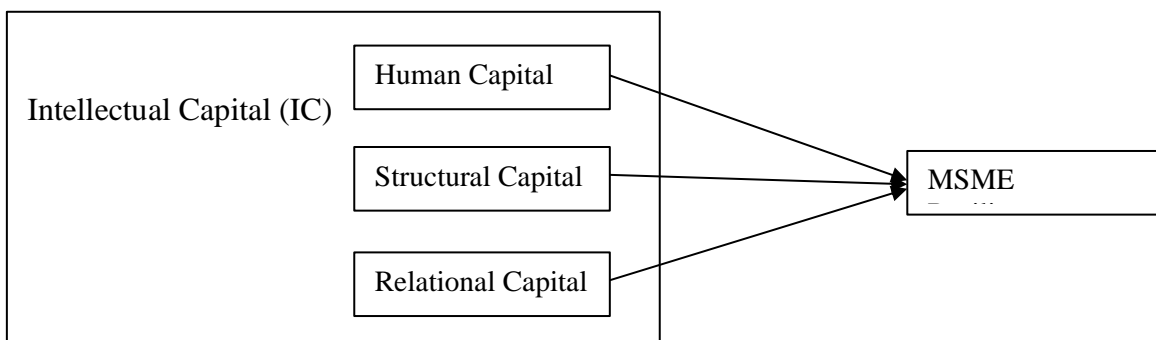 Human Capital
Intellectual Capital (IC)
Structural Capital
MSME
Relational Capital